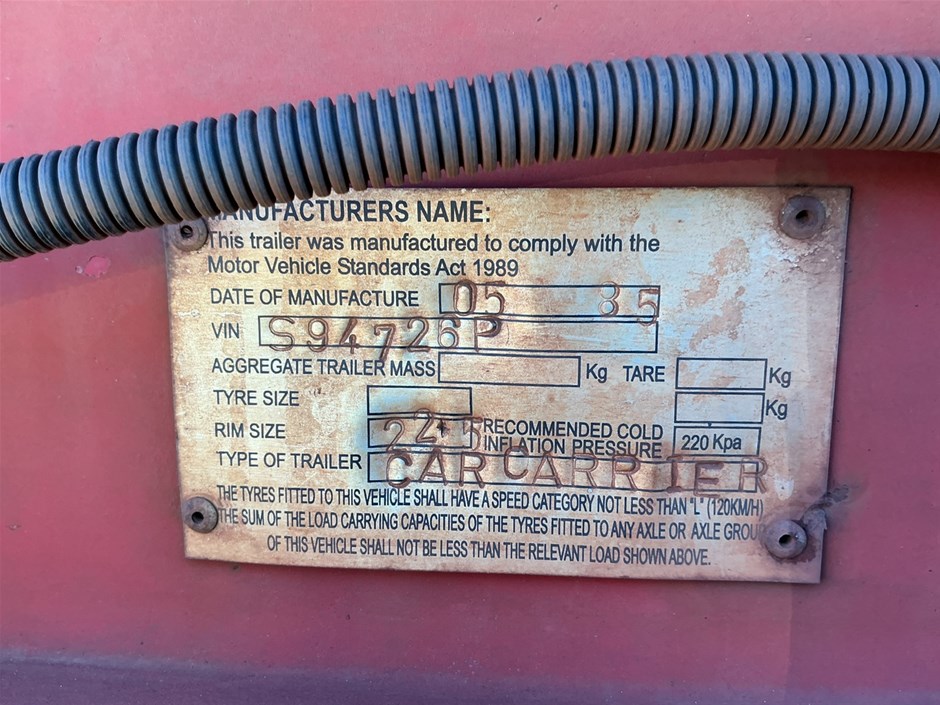 MANUFACTURERS NAME:
This trailer was manufactured to comply with the
Motor Vehicle Standards Act 1989
DATE OF MANUFACTURE 05 85
VIN S94726P
AGGREGATE TRAILER MASS Kg TARE Kg
TYRE SIZE Kg
RIM SIZE 22.5 RECOMMENDED COLD
INFLATION PRESSURE 220 Kpa
TYPE OF TRAILER CAR CARRIER
THE TYRES FITTED TO THIS VEHICLE SHALL HAVE A SPEED CATEGORY NOT LESS THAN "L" (120KM/H)
THE SUM OF THE LOAD CARRYING CAPACITIES OF THE TYRES FITTED TO ANY AXLE OR AXLE GROUP
OF THIS VEHICLE SHALL NOT BE LESS THAN THE RELEVANT LOAD SHOWN ABOVE.